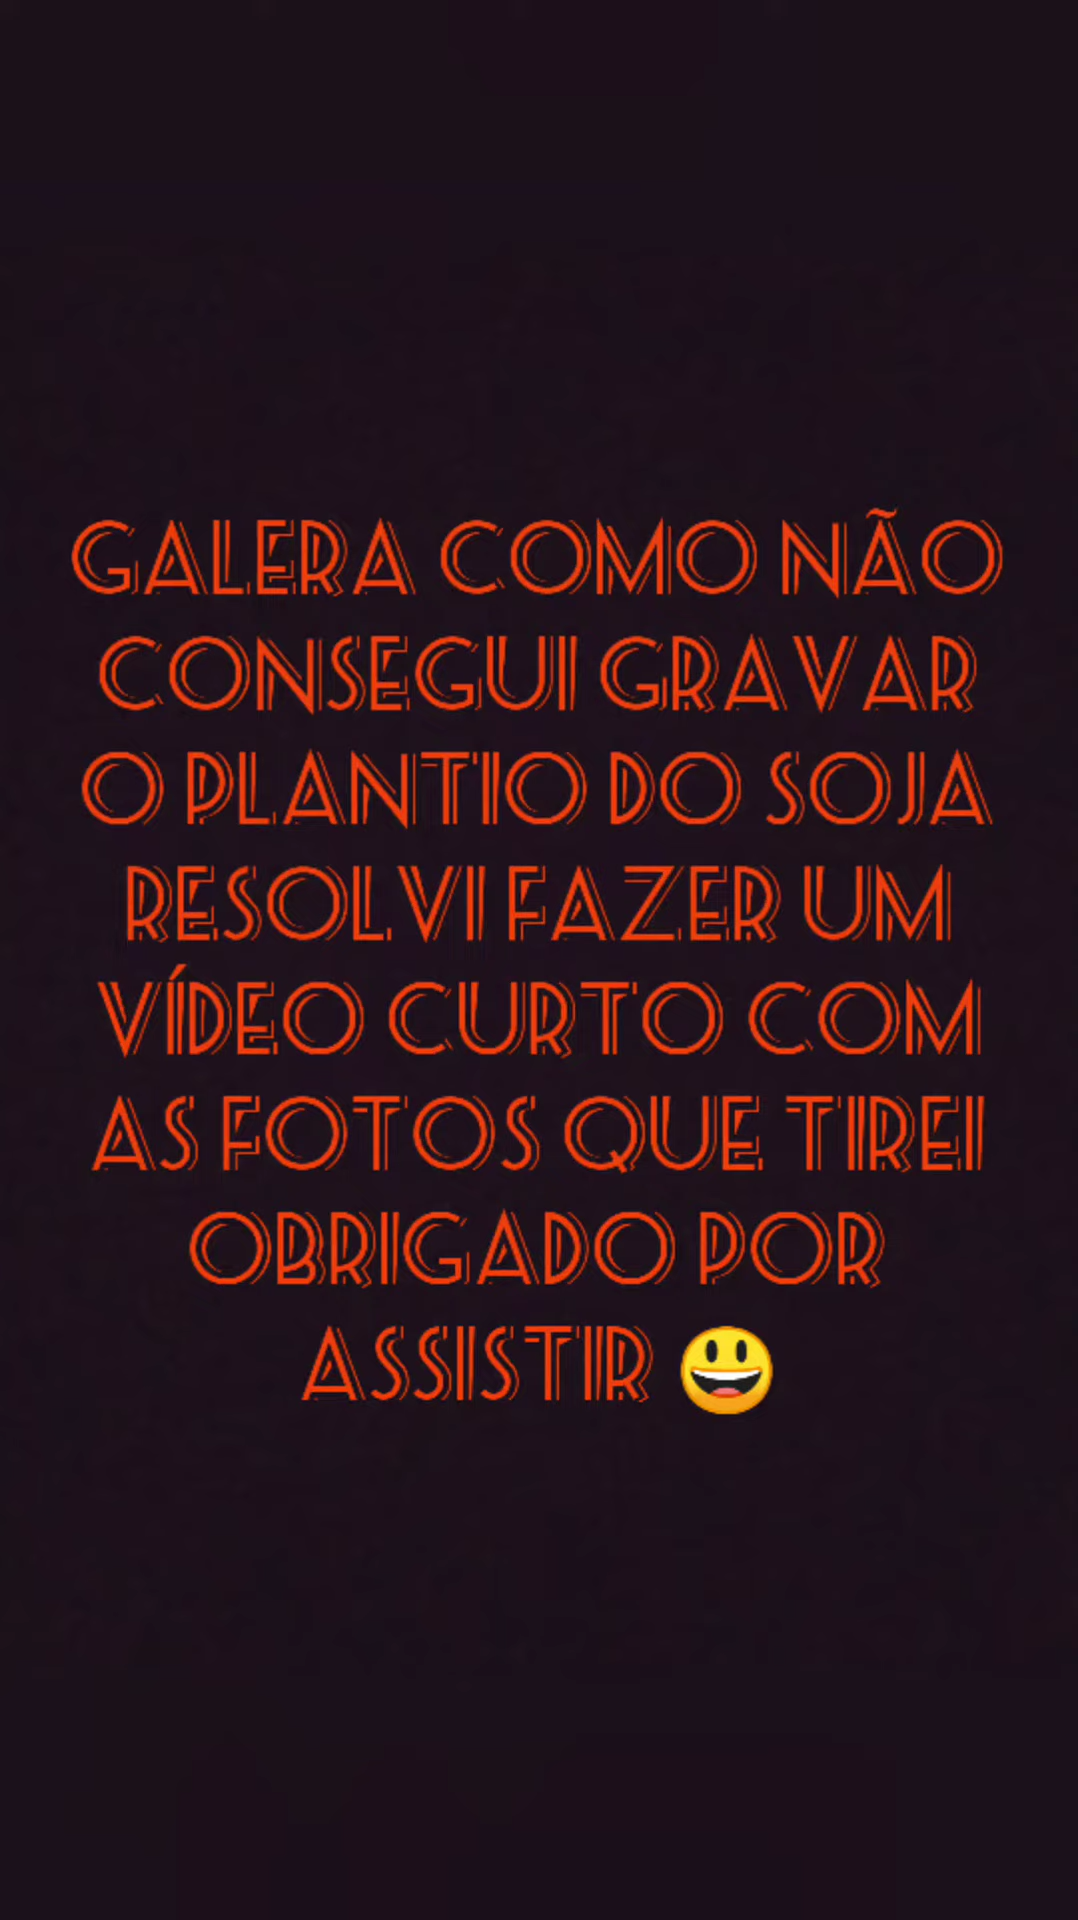 GALERA COMO NÃO
CONSEGUI GRAVAR
O PLANTIO DO SOJA
RESOLVI FAZER UM
VÍDEO CURTO COM
AS FOTOS QUE TIREI
OBRIGADO POR
ASSISTIR 😃